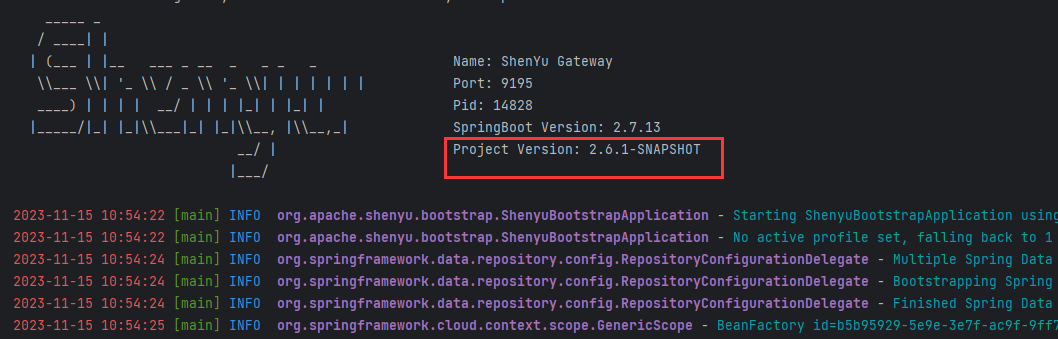 Name: ShenYu Gateway
Port: 9195
Pid: 14828
SpringBoot Version: 2.7.13
Project Version: 2.6.1-SNAPSHOT
2023-11-15 10:54:22 [main] INFO  org.apache.shenyu.bootstrap.ShenyuBootstrapApplication - Starting ShenyuBootstrapApplication using
2023-11-15 10:54:22 [main] INFO  org.apache.shenyu.bootstrap.ShenyuBootstrapApplication - No active profile set, falling back to 1
2023-11-15 10:54:24 [main] INFO  org.springframework.data.repository.config.RepositoryConfigurationDelegate - Multiple Spring Data
2023-11-15 10:54:24 [main] INFO  org.springframework.data.repository.config.RepositoryConfigurationDelegate - Bootstrapping Spring
2023-11-15 10:54:24 [main] INFO  org.springframework.data.repository.config.RepositoryConfigurationDelegate - Finished Spring Data
2023-11-15 10:54:25 [main] INFO  org.springframework.cloud.context.scope.GenericScope - BeanFactory id=b5b95929-5e9e-3e7f-ac9f-9ff7